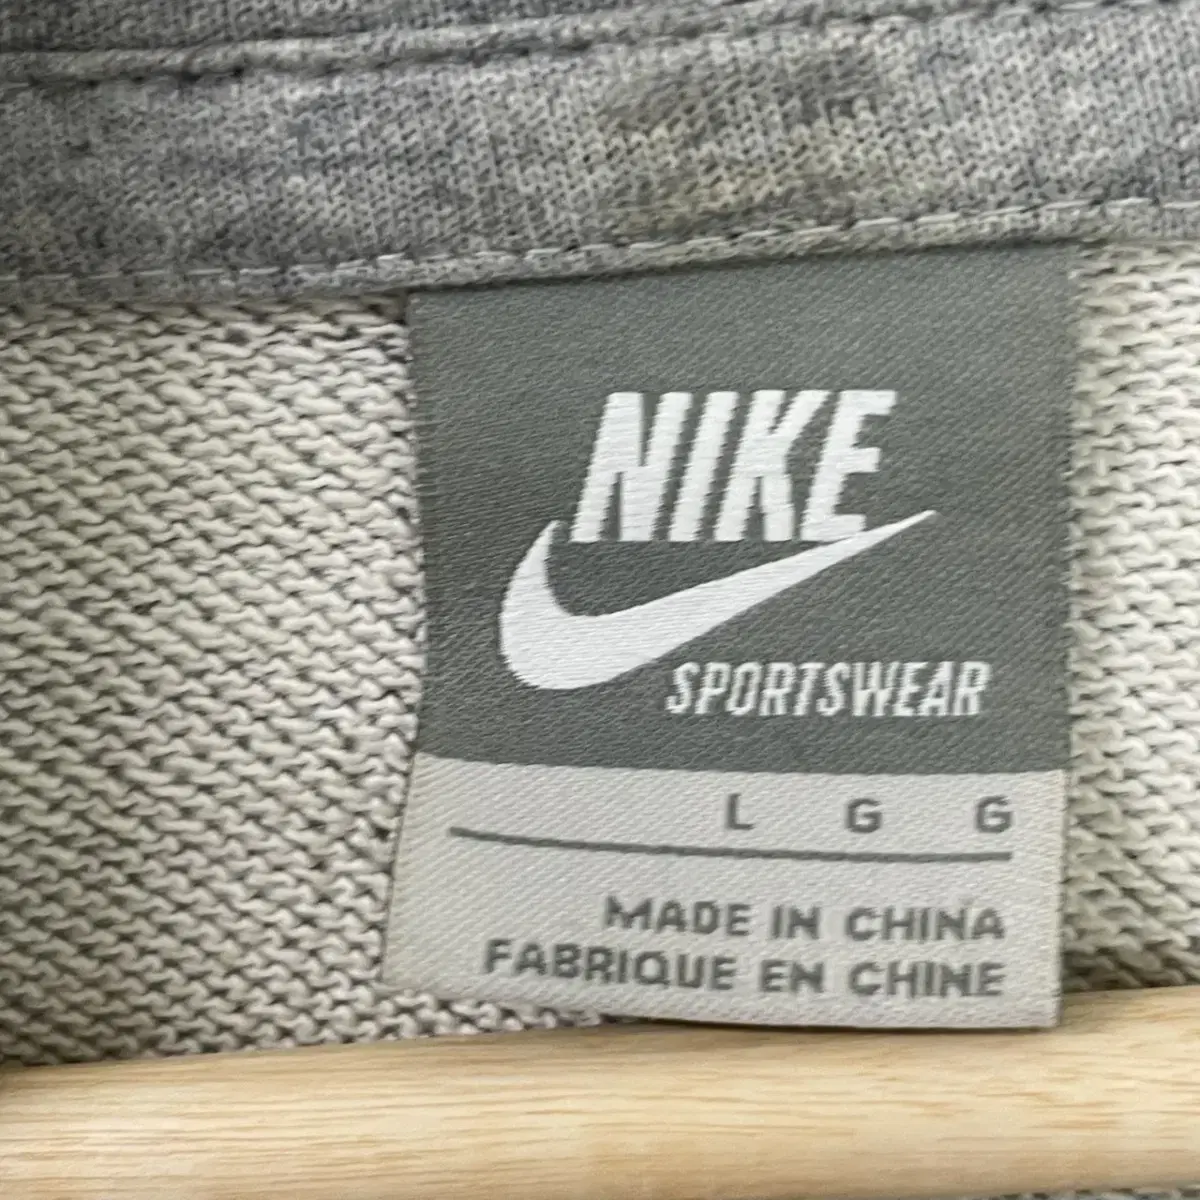 NIKE
SPORTSWEAR
L G G
MADE IN CHINA
FABRIQUE EN CHINE